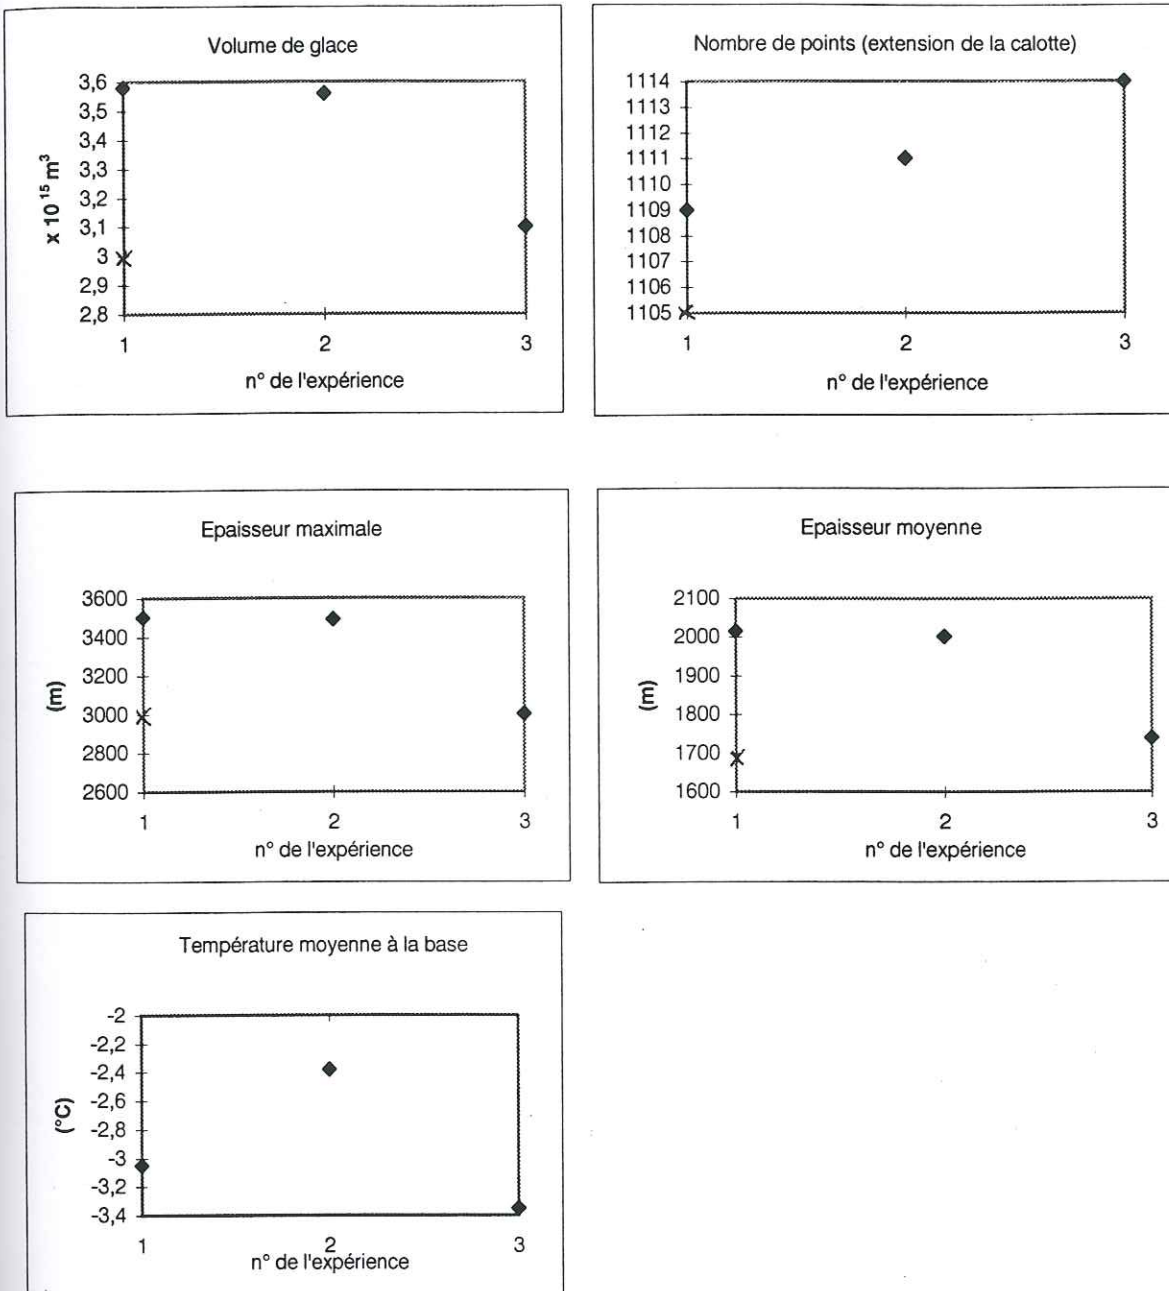 Volume de glace
3,6
3,5
3,4
3,3
3,2
3,1
3
2,9
2,8
x 10 15 m3
1 2 3
n° de l'expérience
Nombre de points (extension de la calotte)
1114
1113
1112
1111
1110
1109
1108
1107
1106
1105
1 2 3
n° de l'expérience
Epaisseur maximale
3600
3400
3200
3000
2800
2600
(m)
1 2 3
n° de l'expérience
Epaisseur moyenne
2100
2000
1900
1800
1700
1600
(m)
1 2 3
n° de l'expérience
Température moyenne à la base
-2
-2,2
-2,4
-2,6
-2,8
-3
-3,2
-3,4
(°C)
1 2 3
n° de l'expérience